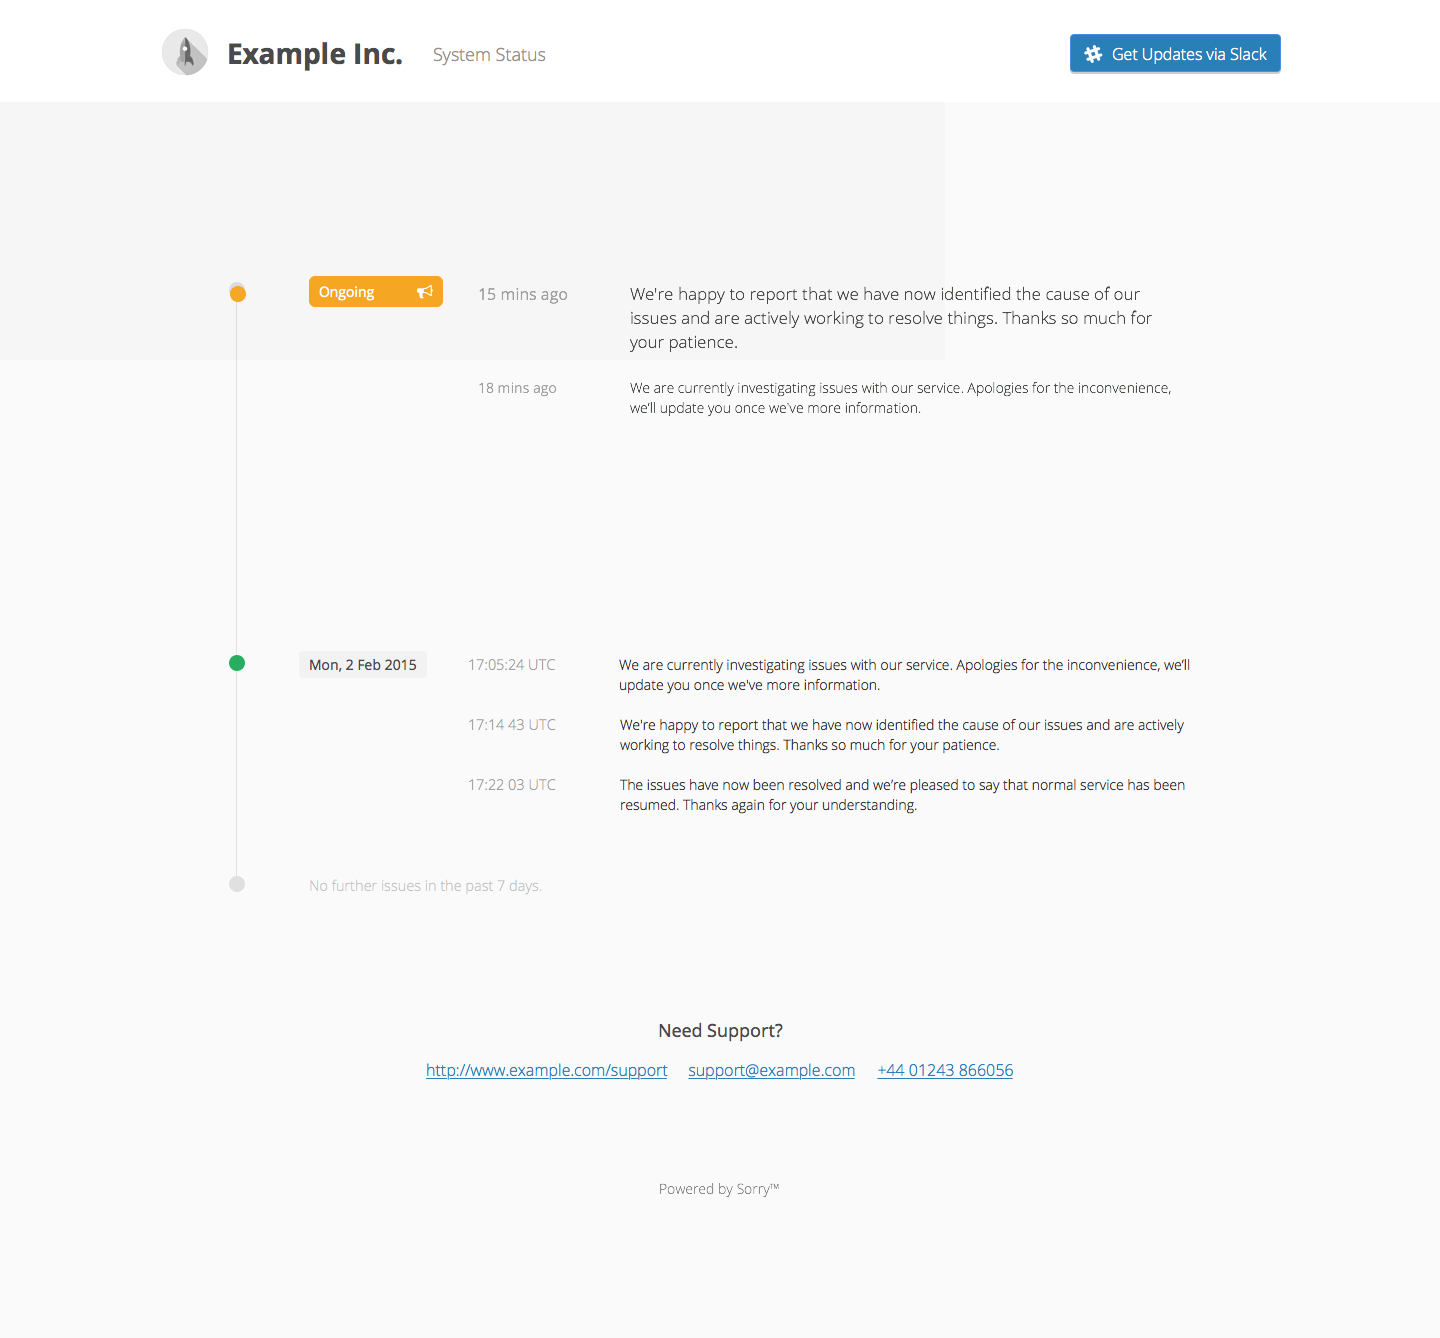 Example Inc. System Status Get Updates via Slack
Ongoing 15 mins ago We're happy to report that we have now identified the cause of our
issues and are actively working to resolve things. Thanks so much for
your patience.
18 mins ago We are currently investigating issues with our service. Apologies for the inconvenience,
we'll update you once we've more information.
Mon, 2 Feb 2015 17:05:24 UTC We are currently investigating issues with our service. Apologies for the inconvenience, we'll
update you once we've more information.
17:14 43 UTC We're happy to report that we have now identified the cause of our issues and are actively
working to resolve things. Thanks so much for your patience.
17:22 03 UTC The issues have now been resolved and we're pleased to say that normal service has been
resumed. Thanks again for your understanding.
No further issues in the past 7 days.
Need Support?
http://www.example.com/support support@example.com +44 01243 866056
Powered by Sorry™